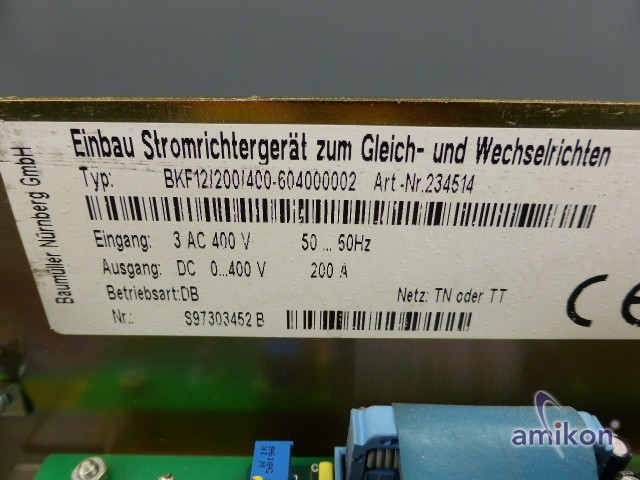 Einbau Stromrichtergerät zum Gleich- und Wechselrichten
Typ: BKF12/200/400-604000002 Art-Nr.234514
Eingang: 3 AC 400 V 50 ... 60Hz
Ausgang: DC 0...400 V 200 A
Betriebsart:DB Netz: TN oder TT
Nr.: S97303452 B
Baumüller Nürnberg GmbH
CE
amikon